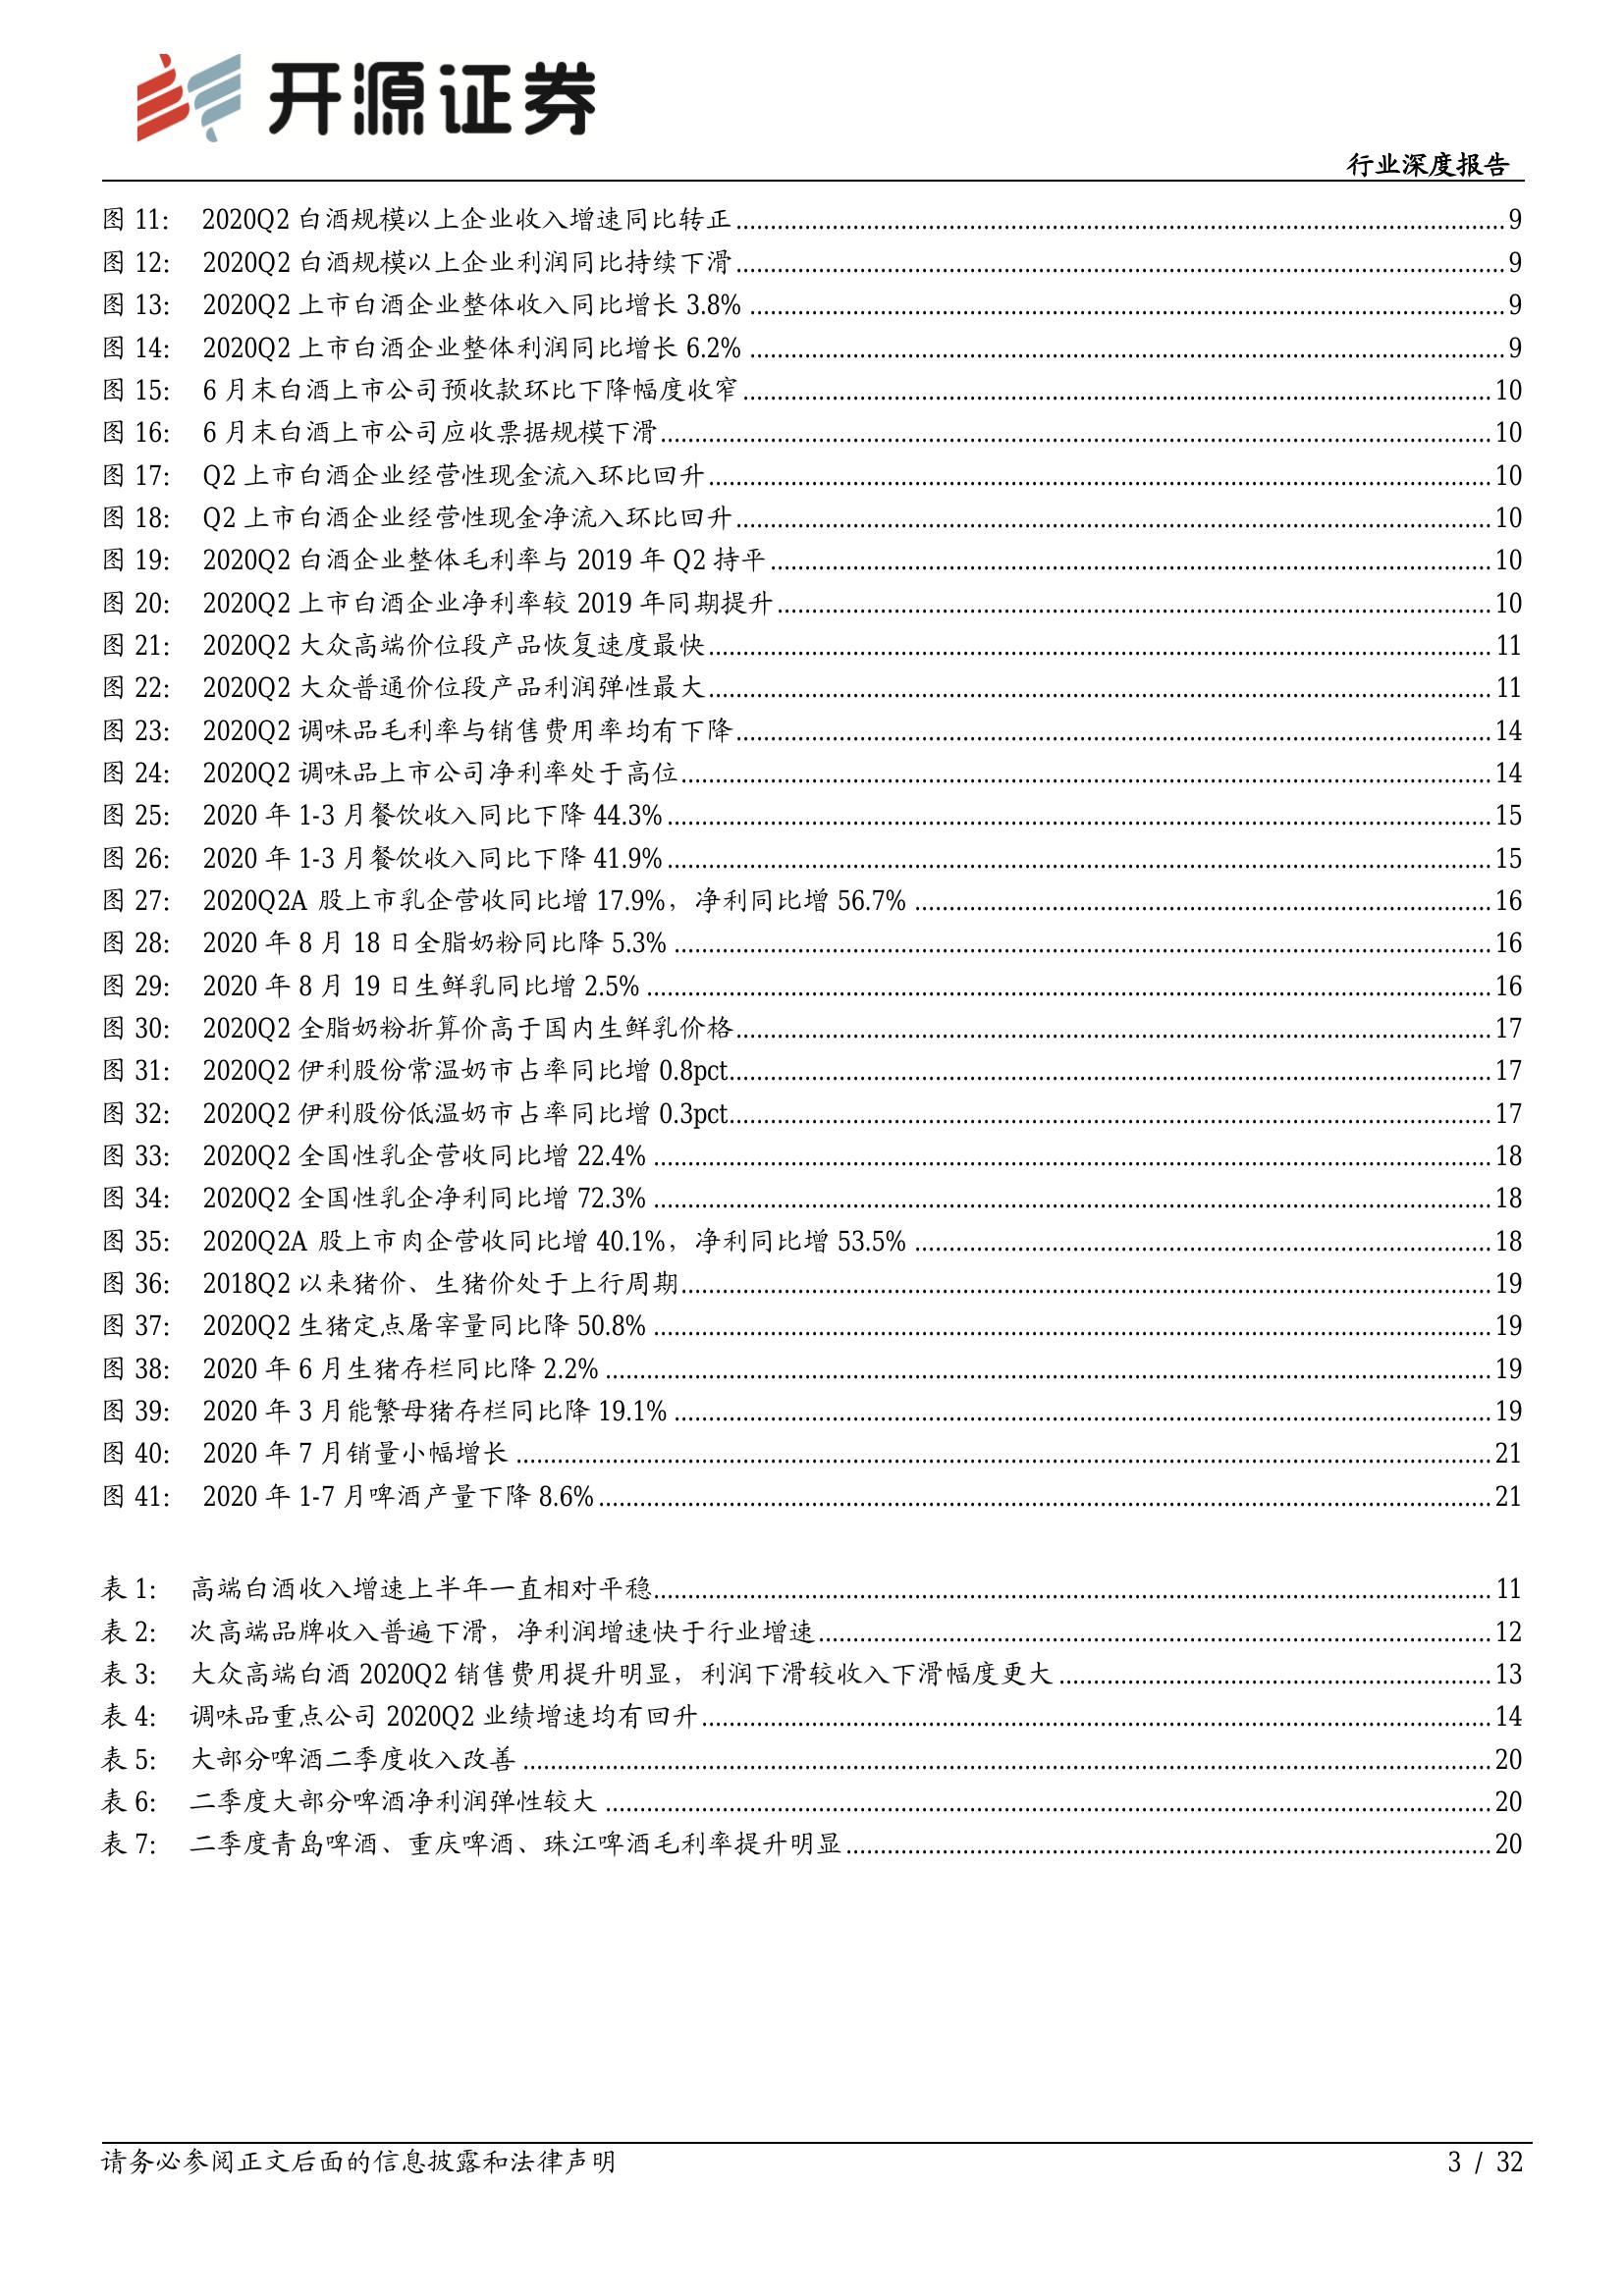 开源证券
行业深度报告
图 11： 2020Q2 白酒规模以上企业收入增速同比转正 9
图 12： 2020Q2 白酒规模以上企业利润同比持续下滑 9
图 13： 2020Q2 上市白酒企业整体收入同比增长 3.8% 9
图 14： 2020Q2 上市白酒企业整体利润同比增长 6.2% 9
图 15： 6 月末白酒上市公司预收款环比下降幅度收窄 10
图 16： 6 月末白酒上市公司应收票据规模下滑 10
图 17： Q2 上市白酒企业经营性现金流入环比回升 10
图 18： Q2 上市白酒企业经营性现金净流入环比回升 10
图 19： 2020Q2 白酒企业整体毛利率与 2019 年 Q2 持平 10
图 20： 2020Q2 上市白酒企业净利率较 2019 年同期提升 10
图 21： 2020Q2 大众高端价位段产品恢复速度最快 11
图 22： 2020Q2 大众普通价位段产品利润弹性最大 11
图 23： 2020Q2 调味品毛利率与销售费用率均有下降 14
图 24： 2020Q2 调味品上市公司净利率处于高位 14
图 25： 2020 年 1-3 月餐饮收入同比下降 44.3% 15
图 26： 2020 年 1-3 月餐饮收入同比下降 41.9% 15
图 27： 2020Q2A 股上市乳企营收同比增 17.9%，净利同比增 56.7% 16
图 28： 2020 年 8 月 18 日全脂奶粉同比降 5.3% 16
图 29： 2020 年 8 月 19 日生鲜乳同比增 2.5% 16
图 30： 2020Q2 全脂奶粉折算价高于国内生鲜乳价格 17
图 31： 2020Q2 伊利股份常温奶市占率同比增 0.8pct 17
图 32： 2020Q2 伊利股份低温奶市占率同比增 0.3pct 17
图 33： 2020Q2 全国性乳企营收同比增 22.4% 18
图 34： 2020Q2 全国性乳企净利同比增 72.3% 18
图 35： 2020Q2A 股上市肉企营收同比增 40.1%，净利同比增 53.5% 18
图 36： 2018Q2 以来猪价、生猪价处于上行周期 19
图 37： 2020Q2 生猪定点屠宰量同比降 50.8% 19
图 38： 2020 年 6 月生猪存栏同比降 2.2% 19
图 39： 2020 年 3 月能繁母猪存栏同比降 19.1% 19
图 40： 2020 年 7 月销量小幅增长 21
图 41： 2020 年 1-7 月啤酒产量下降 8.6% 21
表 1： 高端白酒收入增速上半年一直相对平稳 11
表 2： 次高端品牌收入普遍下滑，净利润增速快于行业增速 12
表 3： 大众高端白酒 2020Q2 销售费用提升明显，利润下滑较收入下滑幅度更大 13
表 4： 调味品重点公司 2020Q2 业绩增速均有回升 14
表 5： 大部分啤酒二季度收入改善 20
表 6： 二季度大部分啤酒净利润弹性较大 20
表 7： 二季度青岛啤酒、重庆啤酒、珠江啤酒毛利率提升明显 20
请务必参阅正文后面的信息披露和法律声明 3 / 32